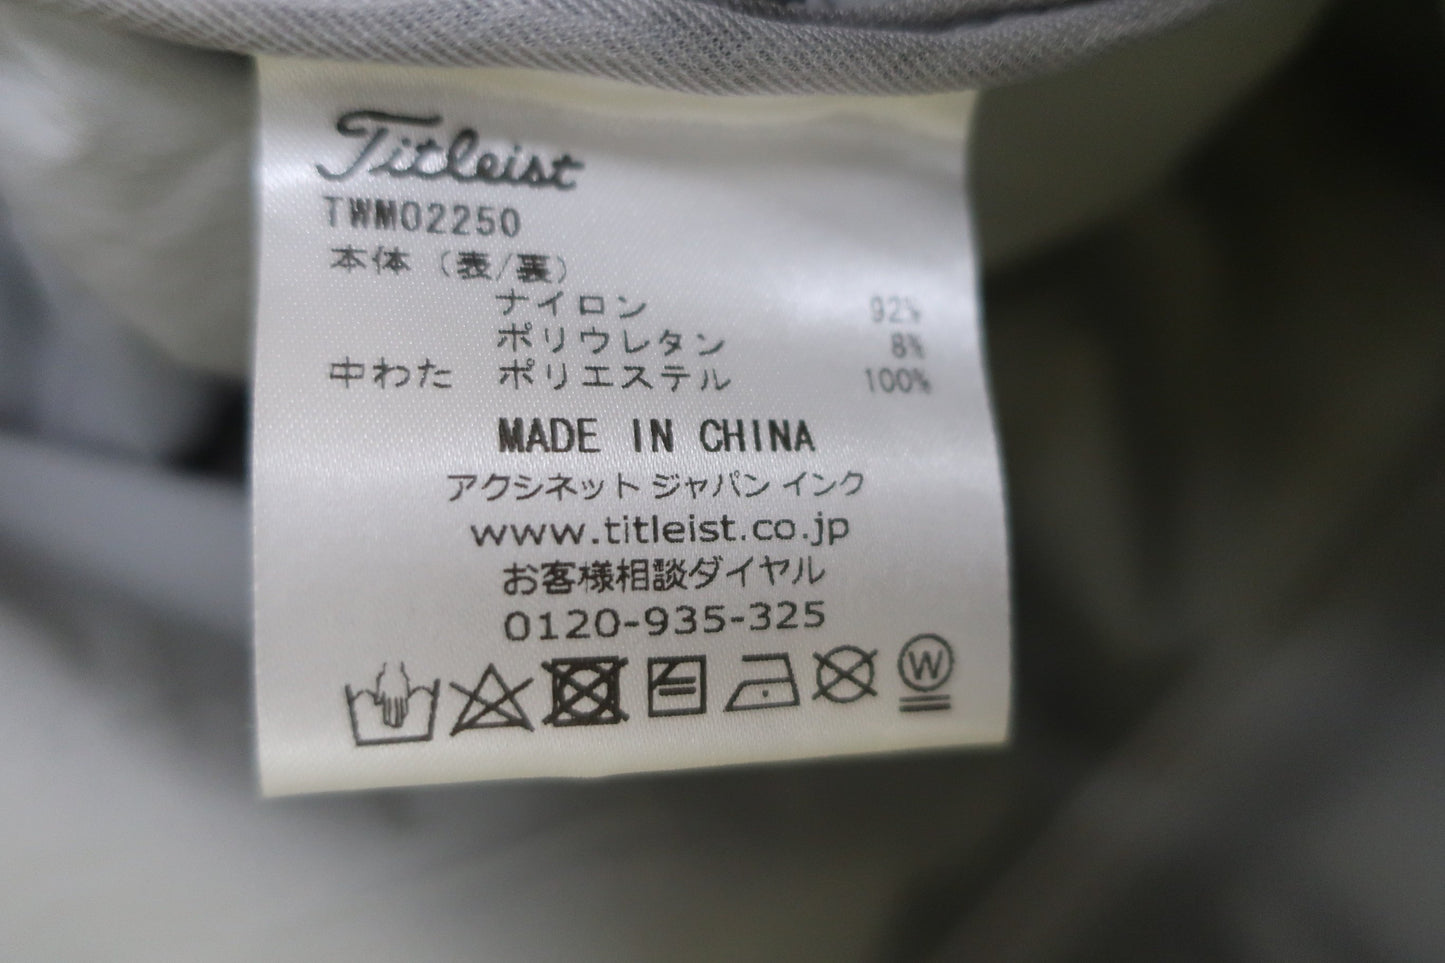 Titleist
TWMO2250
本体（表/裏）
ナイロン 92%
ポリウレタン 8%
中わた ポリエステル 100%
MADE IN CHINA
アクシネット ジャパン インク
www.titleist.co.jp
お客様相談ダイヤル
0120-935-325
W